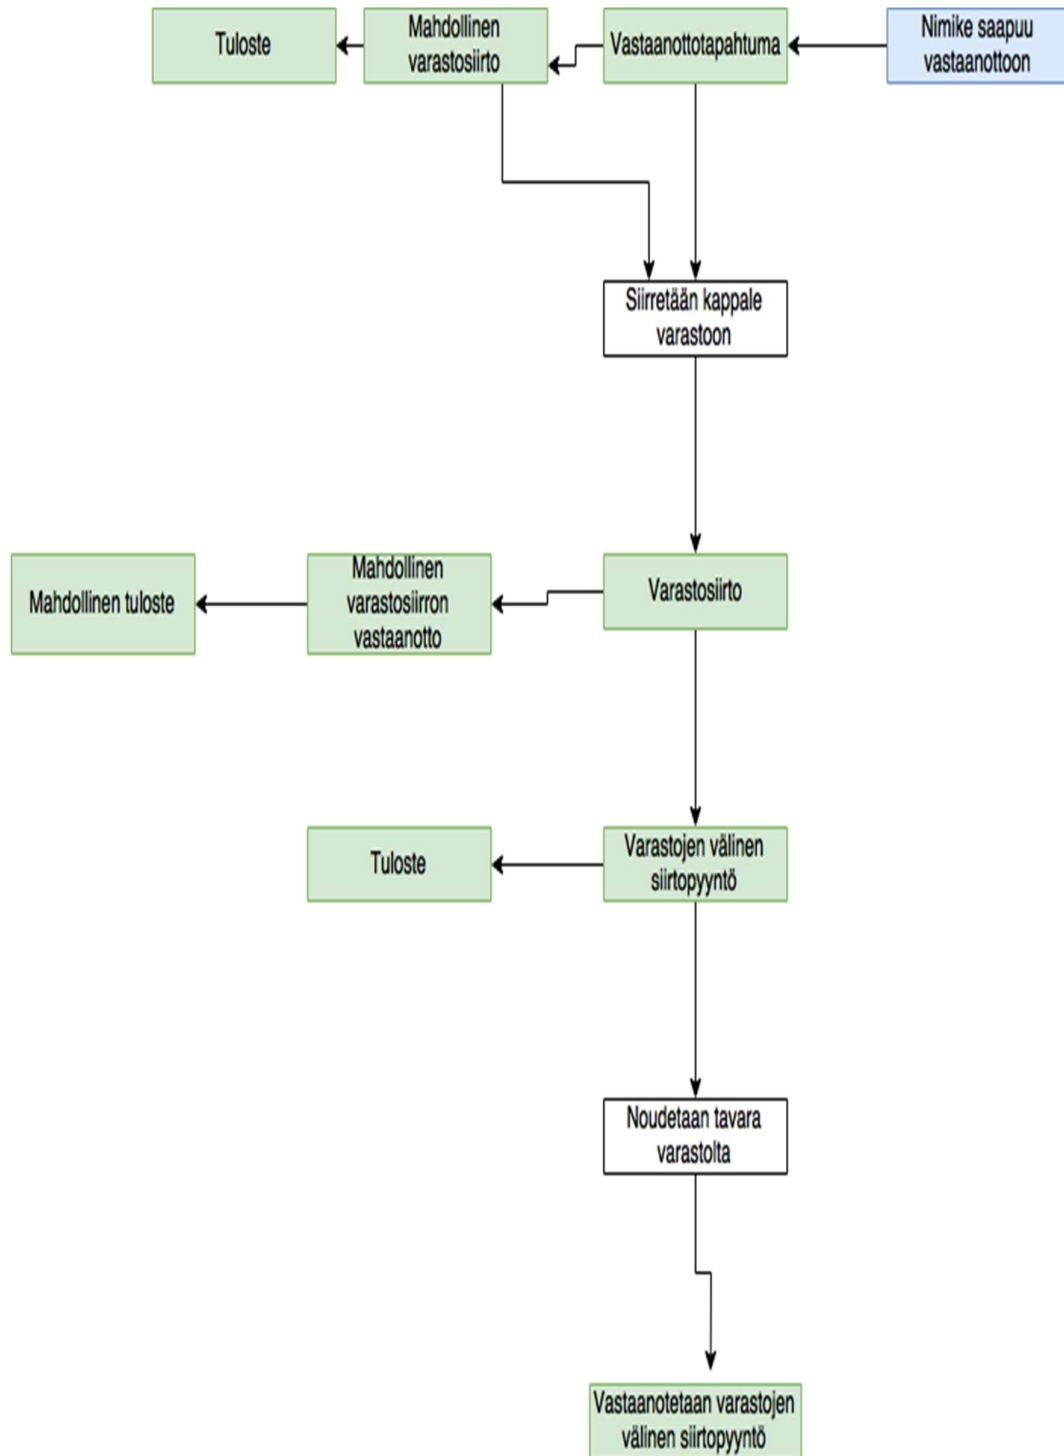 Tuloste
Mahdollinen
varastosiirto
Vastaanottotapahtuma
Nimike saapuu
vastaanottoon
Siirretään kappale
varastoon
Mahdollinen tuloste
Mahdollinen
varastosiirron
vastaanotto
Varastosiirto
Tuloste
Varastojen välinen
siirtopyyntö
Noudetaan tavara
varastolta
Vastaanotetaan varastojen
välinen siirtopyyntö